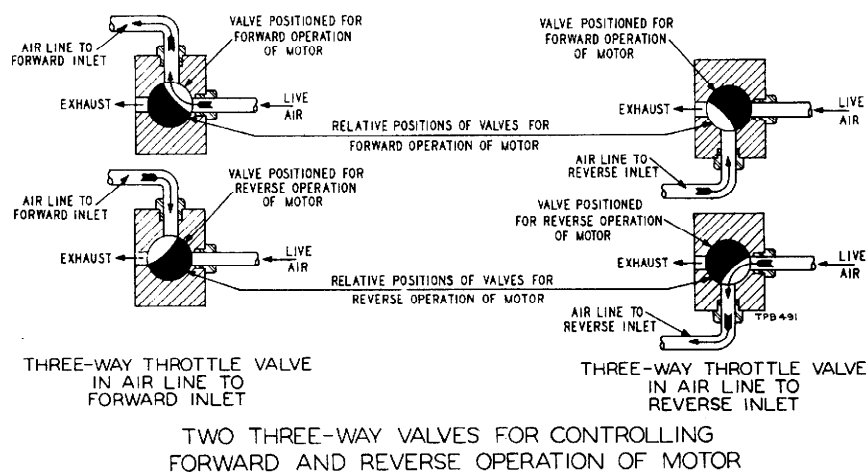 VALVE POSITIONED FOR
FORWARD OPERATION
OF MOTOR
AIR LINE TO
FORWARD INLET
EXHAUST
LIVE
AIR
VALVE POSITIONED FOR
FORWARD OPERATION
OF MOTOR
EXHAUST
LIVE
AIR
RELATIVE POSITIONS OF VALVES FOR
FORWARD OPERATION OF MOTOR
AIR LINE TO
REVERSE INLET
VALVE POSITIONED FOR
REVERSE OPERATION
OF MOTOR
AIR LINE TO
FORWARD INLET
EXHAUST
LIVE
AIR
VALVE POSITIONED
FOR REVERSE OPERATION
OF MOTOR
EXHAUST
LIVE
AIR
RELATIVE POSITIONS OF VALVES FOR
REVERSE OPERATION OF MOTOR
AIR LINE TO
REVERSE INLET
TPB491
THREE-WAY THROTTLE VALVE
IN AIR LINE TO
FORWARD INLET
THREE-WAY THROTTLE VALVE
IN AIR LINE TO
REVERSE INLET
TWO THREE-WAY VALVES FOR CONTROLLING
FORWARD AND REVERSE OPERATION OF MOTOR